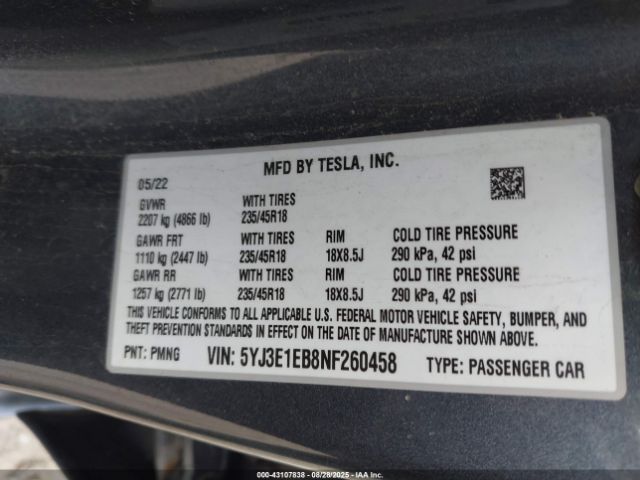 MFD BY TESLA, INC.
05/22
GVWR WITH TIRES
2207 kg (4866 lb) 235/45R18
GAWR FRT WITH TIRES RIM COLD TIRE PRESSURE
1110 kg (2447 lb) 235/45R18 18X8.5J 290 kPa, 42 psi
GAWR RR WITH TIRES RIM COLD TIRE PRESSURE
1257 kg (2771 lb) 235/45R18 18X8.5J 290 kPa, 42 psi
THIS VEHICLE CONFORMS TO ALL APPLICABLE U.S. FEDERAL MOTOR VEHICLE SAFETY, BUMPER, AND
THEFT PREVENTION STANDARDS IN EFFECT ON THE DATE OF MANUFACTURE SHOWN ABOVE.
PNT: PMNG VIN: 5YJ3E1EB8NF260458 TYPE: PASSENGER CAR
000-43107838 - 08/28/2025 - IAAI Copart